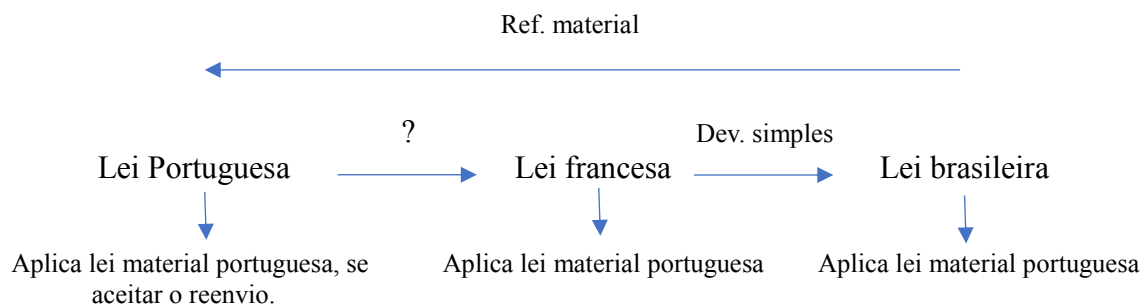 Ref. material
?
Dev. simples
Lei Portuguesa
Lei francesa
Lei brasileira
Aplica lei material portuguesa, se
aceitar o reenvio.
Aplica lei material portuguesa
Aplica lei material portuguesa